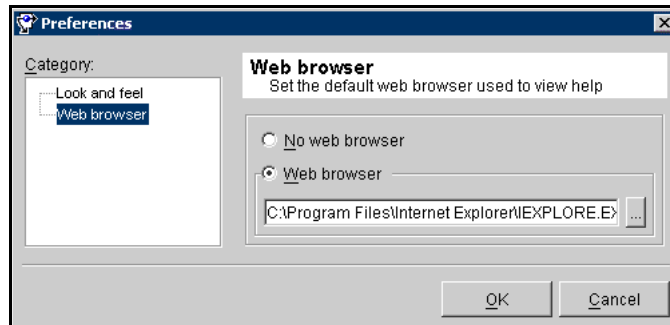 Preferences
Category:
Look and feel
Web browser
Web browser
Set the default web browser used to view help
No web browser
Web browser
C:\Program Files\Internet Explorer\IEXPLORE.EX
...
OK
Cancel